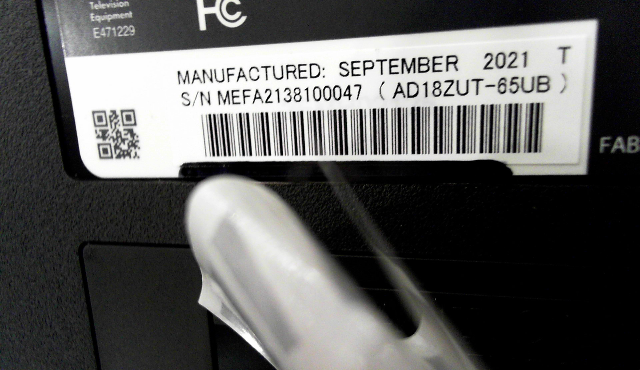 Television
Equipment
E471229
FC
MANUFACTURED: SEPTEMBER 2021 T
S/N MEFA2138100047 ( AD18ZUT-65UB )
FAB